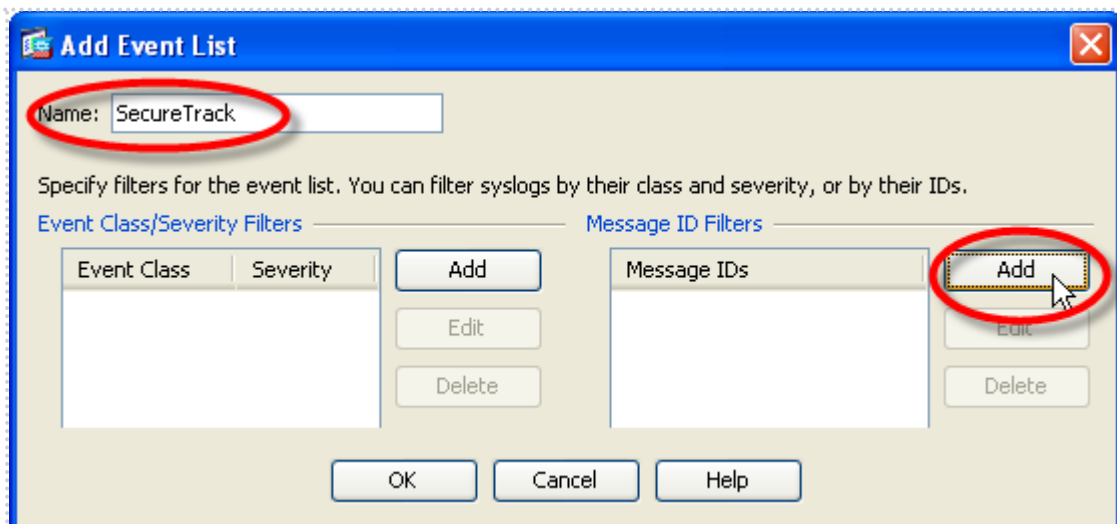 Add Event List
Name: SecureTrack
Specify filters for the event list. You can filter syslogs by their class and severity, or by their IDs.
Event Class/Severity Filters
Message ID Filters
Event Class Severity
Add
Message IDs
Add
Edit
Edit
Delete
Delete
OK Cancel Help